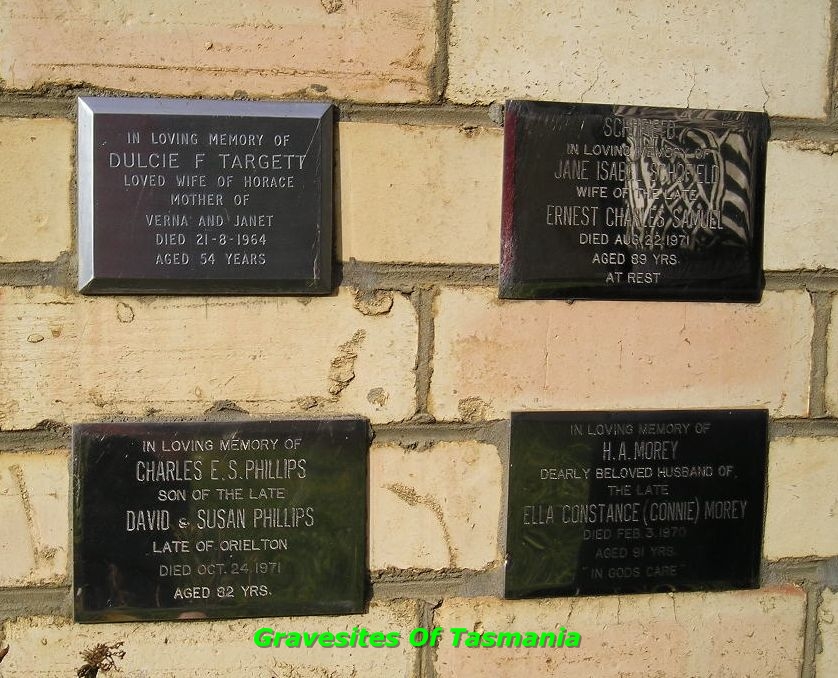 IN LOVING MEMORY OF
DULCIE F TARGETT
LOVED WIFE OF HORACE
MOTHER OF
VERNA AND JANET
DIED 21-8-1964
AGED 54 YEARS
SCHOFIELD
IN LOVING MEMORY OF
JANE ISABEL SCHOFIELD
WIFE OF THE LATE
ERNEST CHARLES SAMUEL
DIED AUG. 22. 1971
AGED 89 YRS.
AT REST
IN LOVING MEMORY OF
CHARLES E. S. PHILLIPS
SON OF THE LATE
DAVID & SUSAN PHILLIPS
LATE OF ORIELTON
DIED OCT. 24. 1971
AGED 82 YRS.
IN LOVING MEMORY OF
H. A. MOREY
DEARLY BELOVED HUSBAND OF
THE LATE
ELLA CONSTANCE (CONNIE) MOREY
DIED FEB. 3. 1970
AGED 91 YRS.
"IN GODS CARE"
Gravesites Of Tasmania